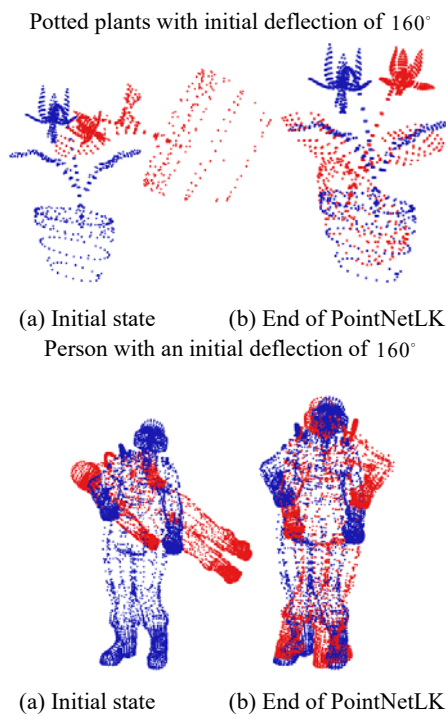 Potted plants with initial deflection of 160°
(a) Initial state (b) End of PointNetLK
Person with an initial deflection of 160°
(a) Initial state (b) End of PointNetLK